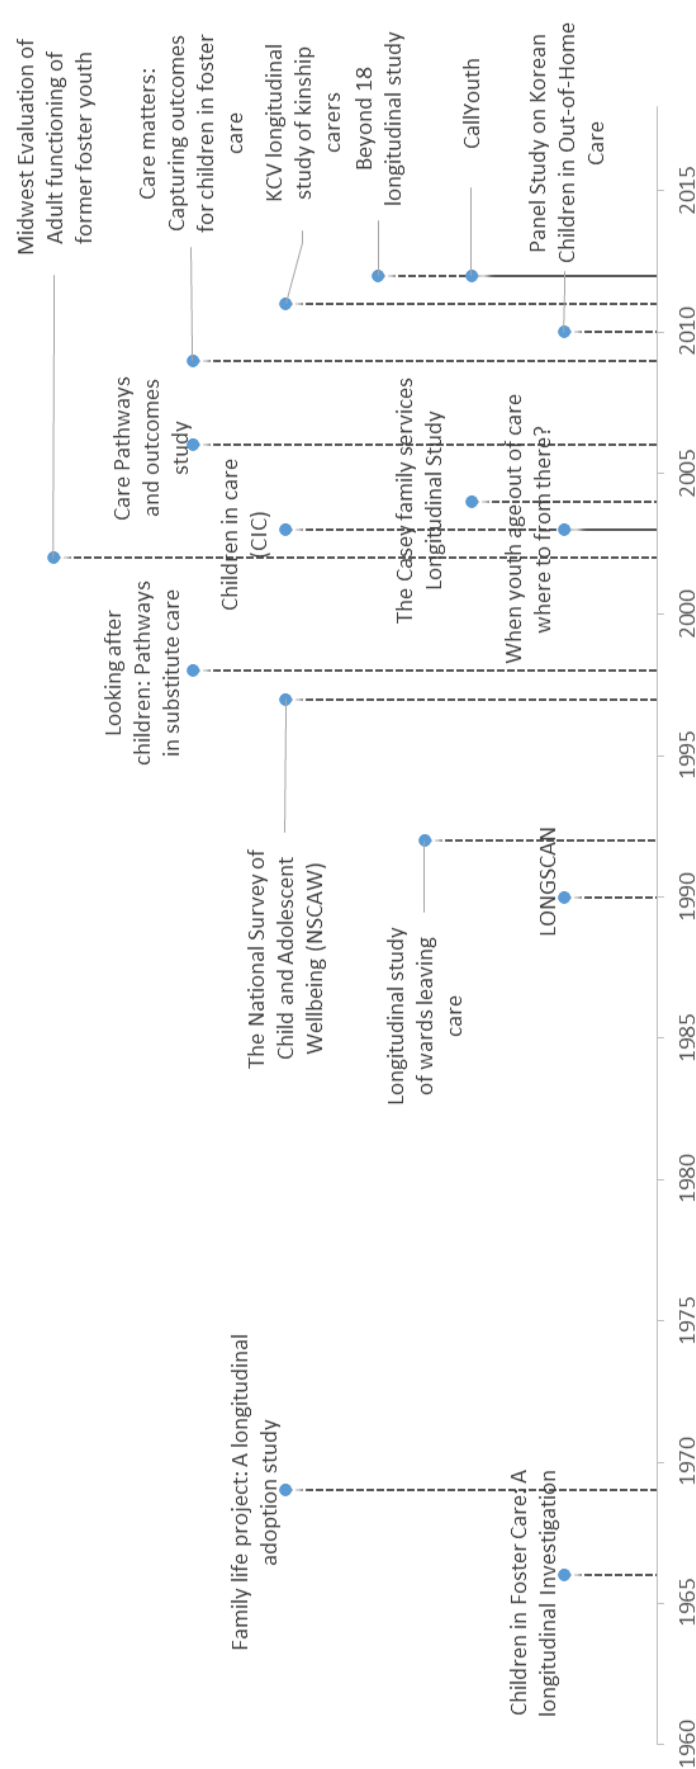 Midwest Evaluation of
Adult functioning of
former foster youth
Care matters:
Capturing outcomes
for children in foster
care
Care Pathways
and outcomes
study
Looking after
children: Pathways
in substitute care
KCV longitudinal
study of kinship
carers
Children in care
(CIC)
The National Survey of
Child and Adolescent
Wellbeing (NSCAW)
Family life project: A longitudinal
adoption study
Beyond 18
longitudinal study
The Casey family services
Longitudinal Study
Longitudinal study
of wards leaving
care
CallYouth
Panel Study on Korean
Children in Out-of-Home
Care
When youth age out of care
where to from there?
LONGSCAN
Children in Foster Care: A
longitudinal Investigation
1960
1965
1970
1975
1980
1985
1990
1995
2000
2005
2010
2015